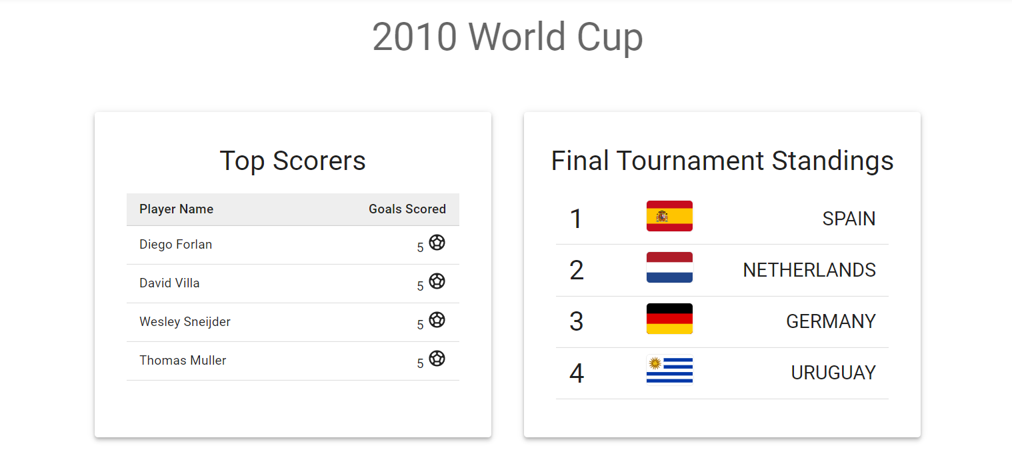 2010 World Cup
Top Scorers
Player Name Goals Scored
Diego Forlan 5
David Villa 5
Wesley Sneijder 5
Thomas Muller 5
Final Tournament Standings
1 SPAIN
2 NETHERLANDS
3 GERMANY
4 URUGUAY